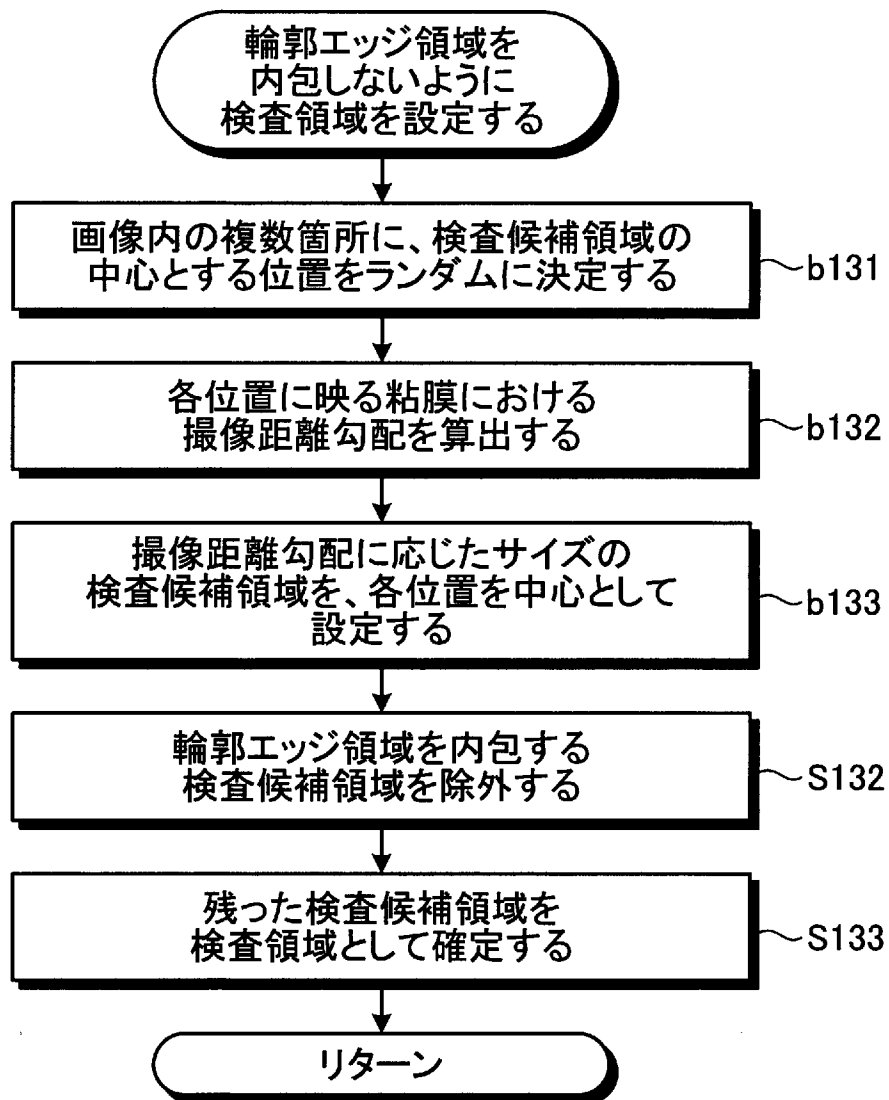 輪郭エッジ領域を
内包しないように
検査領域を設定する
画像内の複数箇所に、検査候補領域の
中心とする位置をランダムに決定する
b131
各位置に映る粘膜における
撮像距離勾配を算出する
b132
撮像距離勾配に応じたサイズの
検査候補領域を、各位置を中心として
設定する
b133
輪郭エッジ領域を内包する
検査候補領域を除外する
S132
残った検査候補領域を
検査領域として確定する
S133
リターン